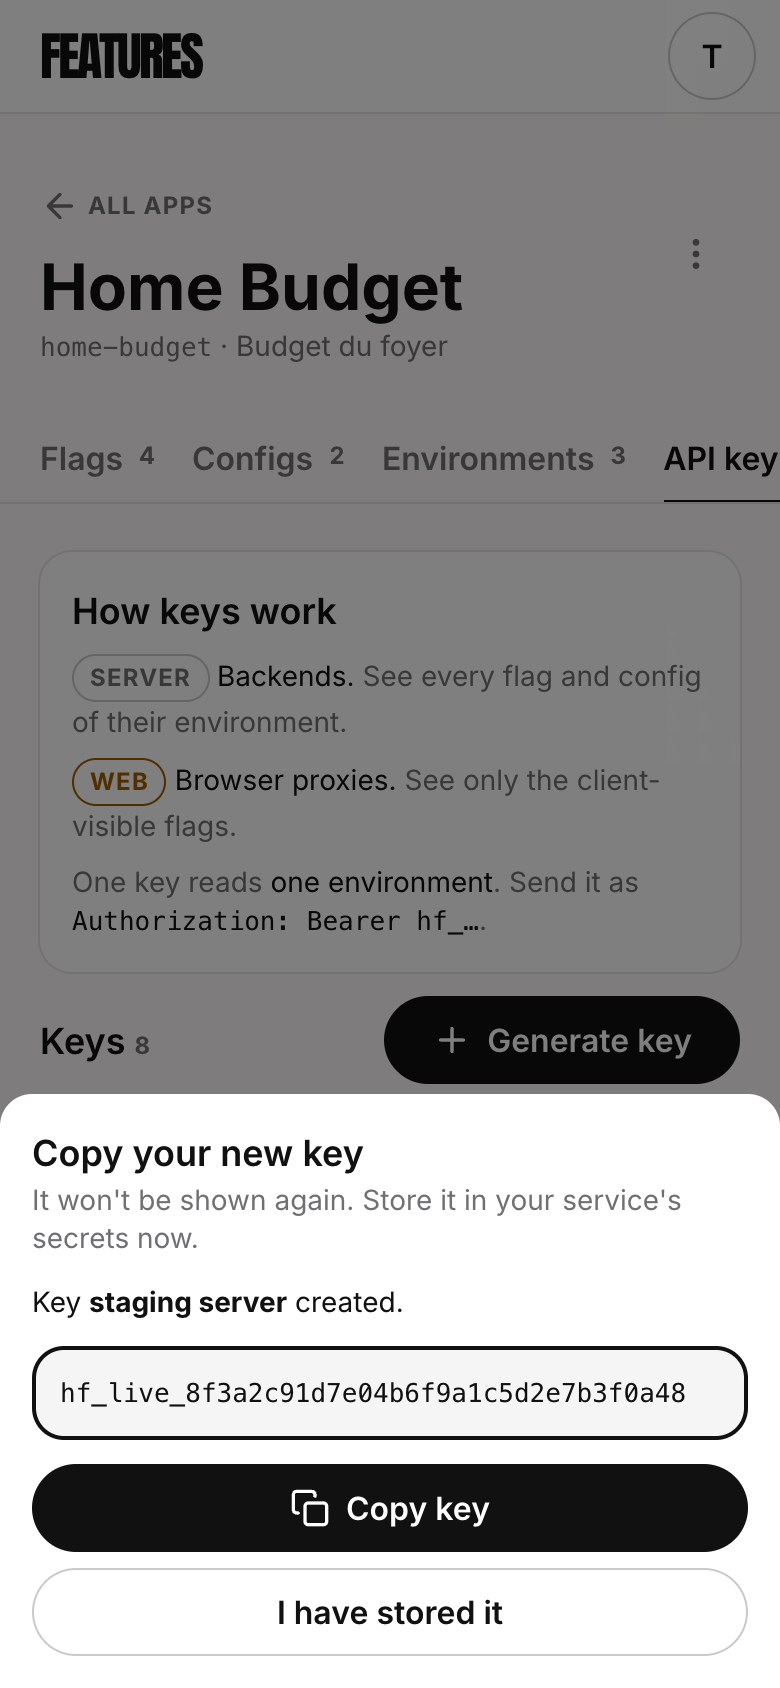 FEATURES
T
ALL APPS
Home Budget
home-budget · Budget du foyer
Flags 4 Configs 2 Environments 3 API key
How keys work
SERVER Backends. See every flag and config
of their environment.
WEB Browser proxies. See only the client-
visible flags.
One key reads one environment. Send it as
Authorization: Bearer hf_….
Keys 8
Generate key
Copy your new key
It won't be shown again. Store it in your service's
secrets now.
Key staging server created.
hf_live_8f3a2c91d7e04b6f9a1c5d2e7b3f0a48
Copy key
I have stored it